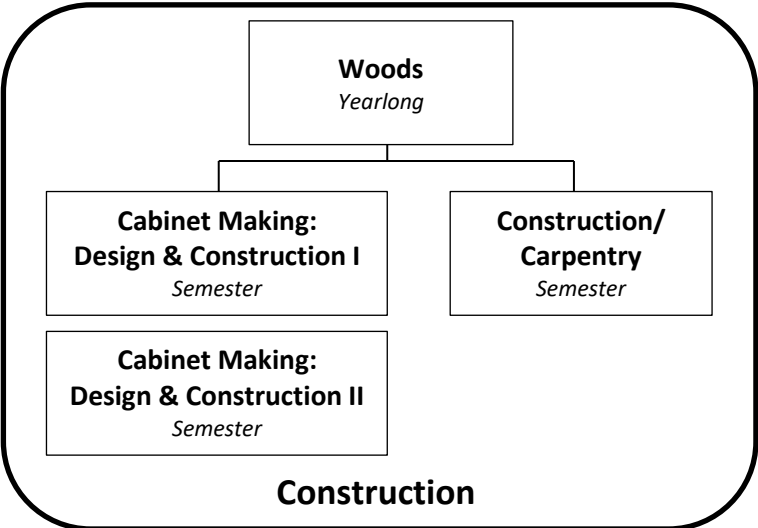 Woods
Yearlong
Cabinet Making:
Design & Construction I
Semester
Construction/
Carpentry
Semester
Cabinet Making:
Design & Construction II
Semester
Construction